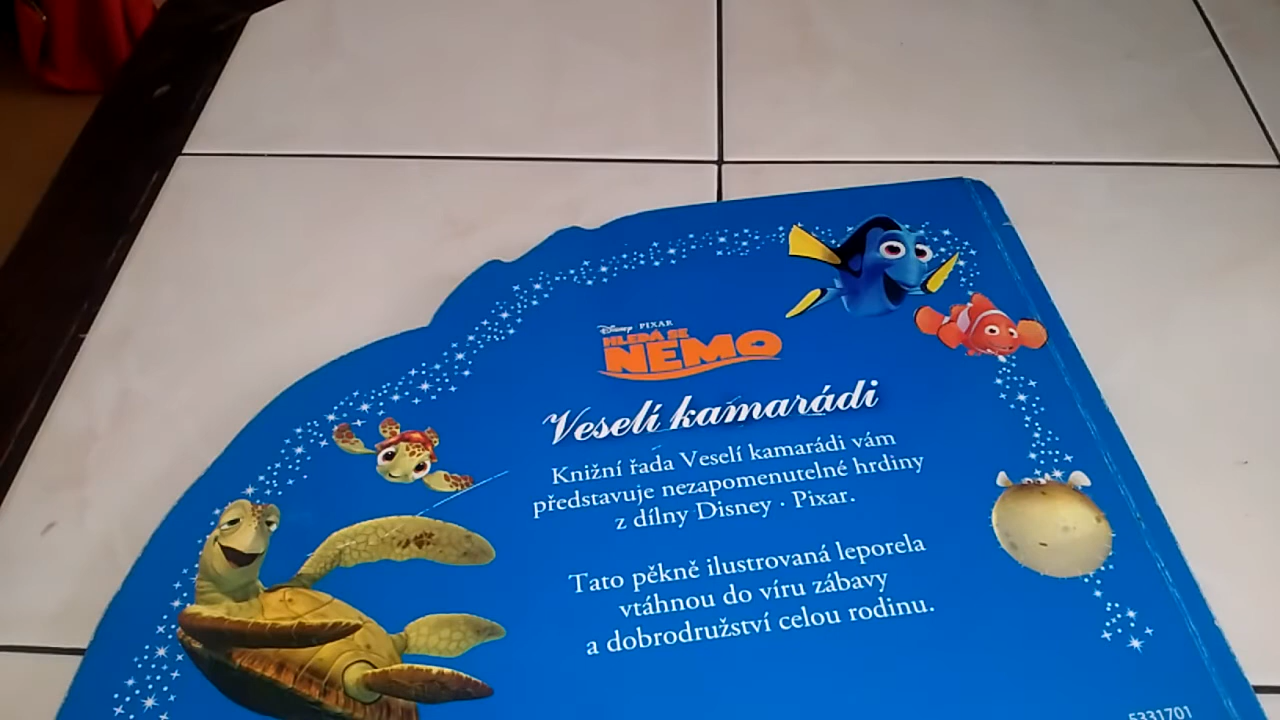 Disney PIXAR
HLEDÁ SE
NEMO
Veselí kamarádi
Knižní řada Veselí kamarádi vám
představuje nezapomenutelné hrdiny
z dílny Disney · Pixar.
Tato pěkně ilustrovaná leporela
vtáhnou do víru zábavy
a dobrodružství celou rodinu.
5331701